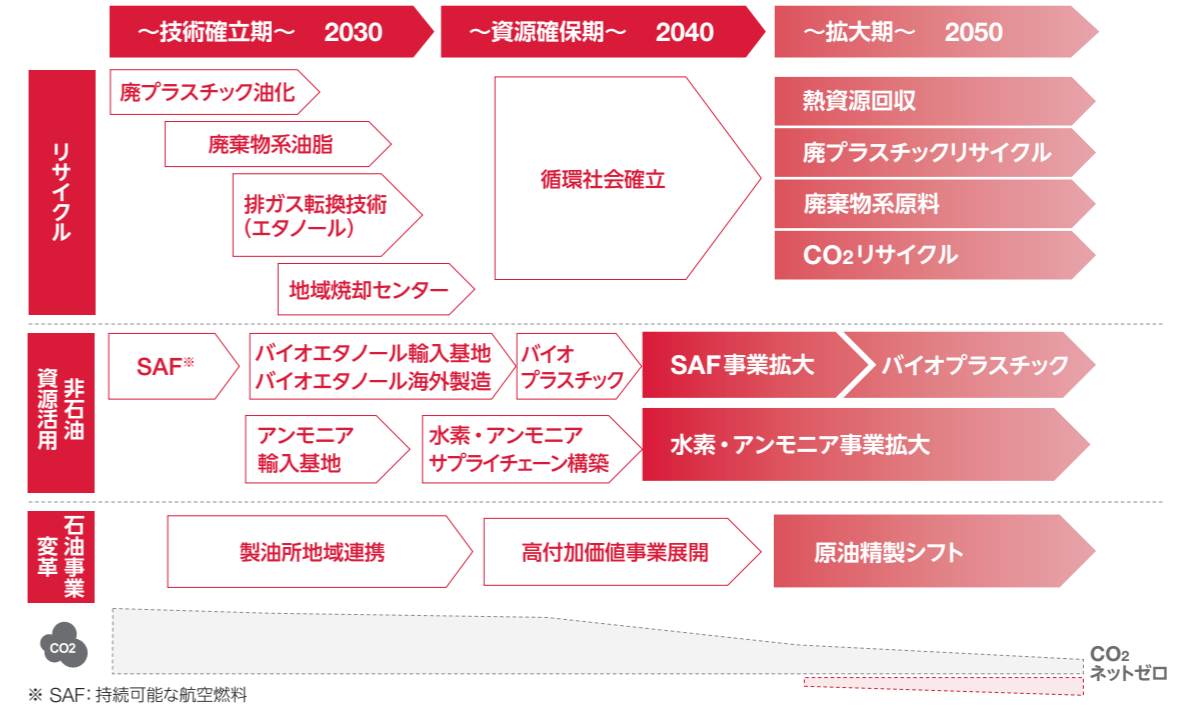 ～技術確立期～ 2030
～資源確保期～ 2040
～拡大期～ 2050
リサイクル
廃プラスチック油化
廃棄物系油脂
排ガス転換技術
（エタノール）
地域焼却センター
循環社会確立
熱資源回収
廃プラスチックリサイクル
廃棄物系原料
CO2リサイクル
非石油
資源活用
SAF※
バイオエタノール輸入基地
バイオエタノール海外製造
バイオ
プラスチック
SAF事業拡大
バイオプラスチック
アンモニア
輸入基地
水素・アンモニア
サプライチェーン構築
水素・アンモニア事業拡大
石油事業
変革
製油所地域連携
高付加価値事業展開
原油精製シフト
CO2
CO2
ネットゼロ
※ SAF：持続可能な航空燃料